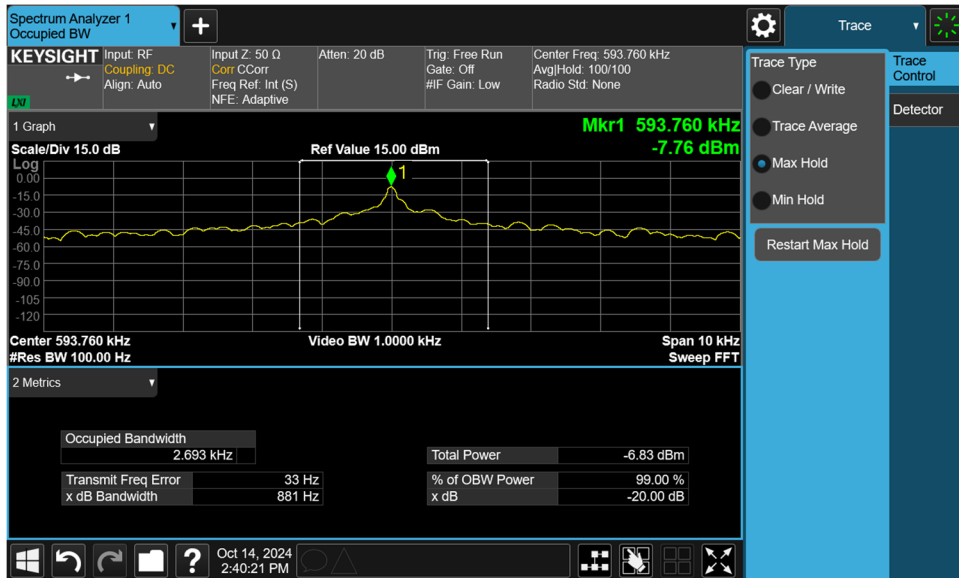 Spectrum Analyzer 1
Occupied BW
+
Trace
KEYSIGHT
LXI
Input: RF
Coupling: DC
Align: Auto
Input Z: 50 Ω
Corr CCorr
Freq Ref: Int (S)
NFE: Adaptive
Atten: 20 dB
Trig: Free Run
Gate: Off
#IF Gain: Low
Center Freq: 593.760 kHz
Avg|Hold: 100/100
Radio Std: None
1 Graph
Mkr1 593.760 kHz
-7.76 dBm
Scale/Div 15.0 dB
Ref Value 15.00 dBm
Log
1
0.00
-15.0
-30.0
-45.0
-60.0
-75.0
-90.0
-105
-120
Center 593.760 kHz
#Res BW 100.00 Hz
Video BW 1.0000 kHz
Span 10 kHz
Sweep FFT
2 Metrics
Occupied Bandwidth
2.693 kHz
Transmit Freq Error 33 Hz
x dB Bandwidth 881 Hz
Total Power -6.83 dBm
% of OBW Power 99.00 %
x dB -20.00 dB
Trace Type
Clear / Write
Trace Average
Max Hold
Min Hold
Restart Max Hold
Trace
Control
Detector
?
Oct 14, 2024
2:40:21 PM